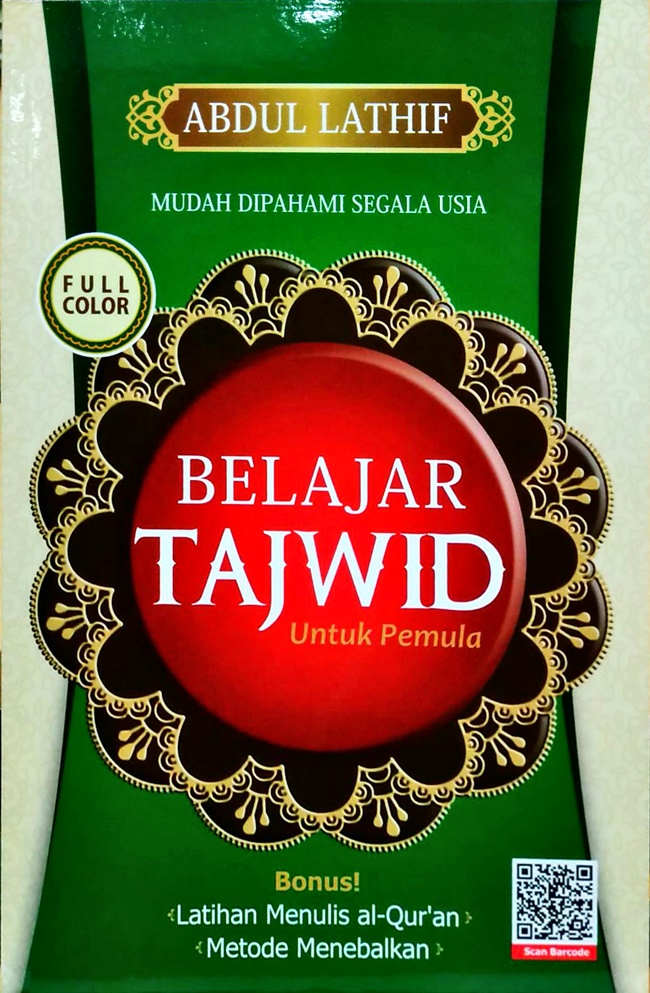 ABDUL LATHIF
MUDAH DIPAHAMI SEGALA USIA
FULL
COLOR
BELAJAR
TAJWID
Untuk Pemula
Bonus!
Latihan Menulis al-Qur'an
Metode Menebalkan
Scan Barcode